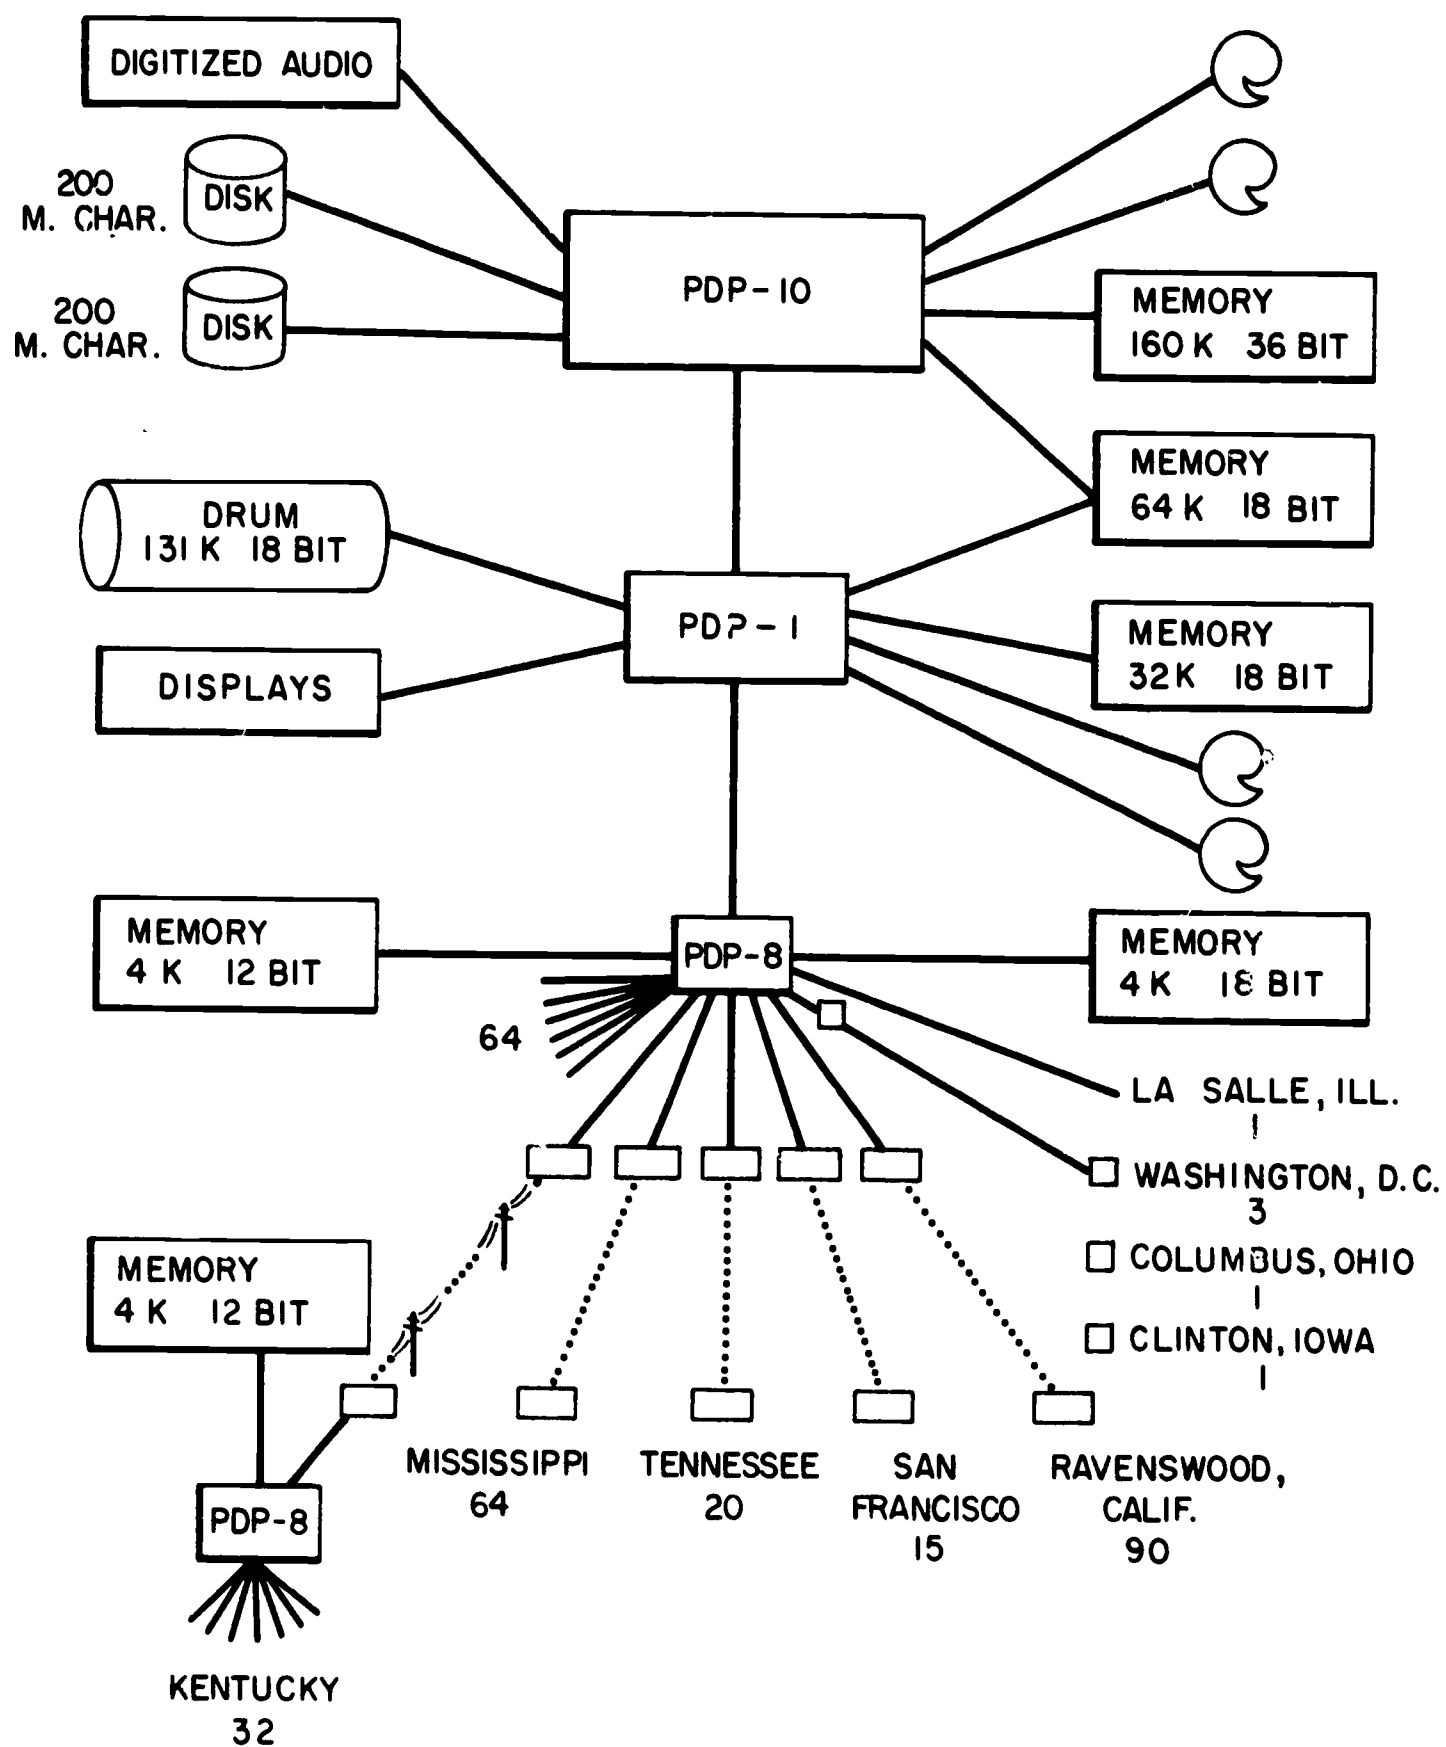 DIGITIZED AUDIO
200
M. CHAR.
DISK
200
M. CHAR.
DISK
PDP-10
MEMORY
160 K 36 BIT
MEMORY
64 K 18 BIT
DRUM
131 K 18 BIT
PDP-1
MEMORY
32 K 18 BIT
DISPLAYS
MEMORY
4 K 12 BIT
PDP-8
MEMORY
4 K 18 BIT
64
LA SALLE, ILL.
1
WASHINGTON, D.C.
3
COLUMBUS, OHIO
1
CLINTON, IOWA
1
MEMORY
4 K 12 BIT
MISSISSIPPI
64
TENNESSEE
20
SAN
FRANCISCO
15
RAVENSWOOD,
CALIF.
90
PDP-8
KENTUCKY
32